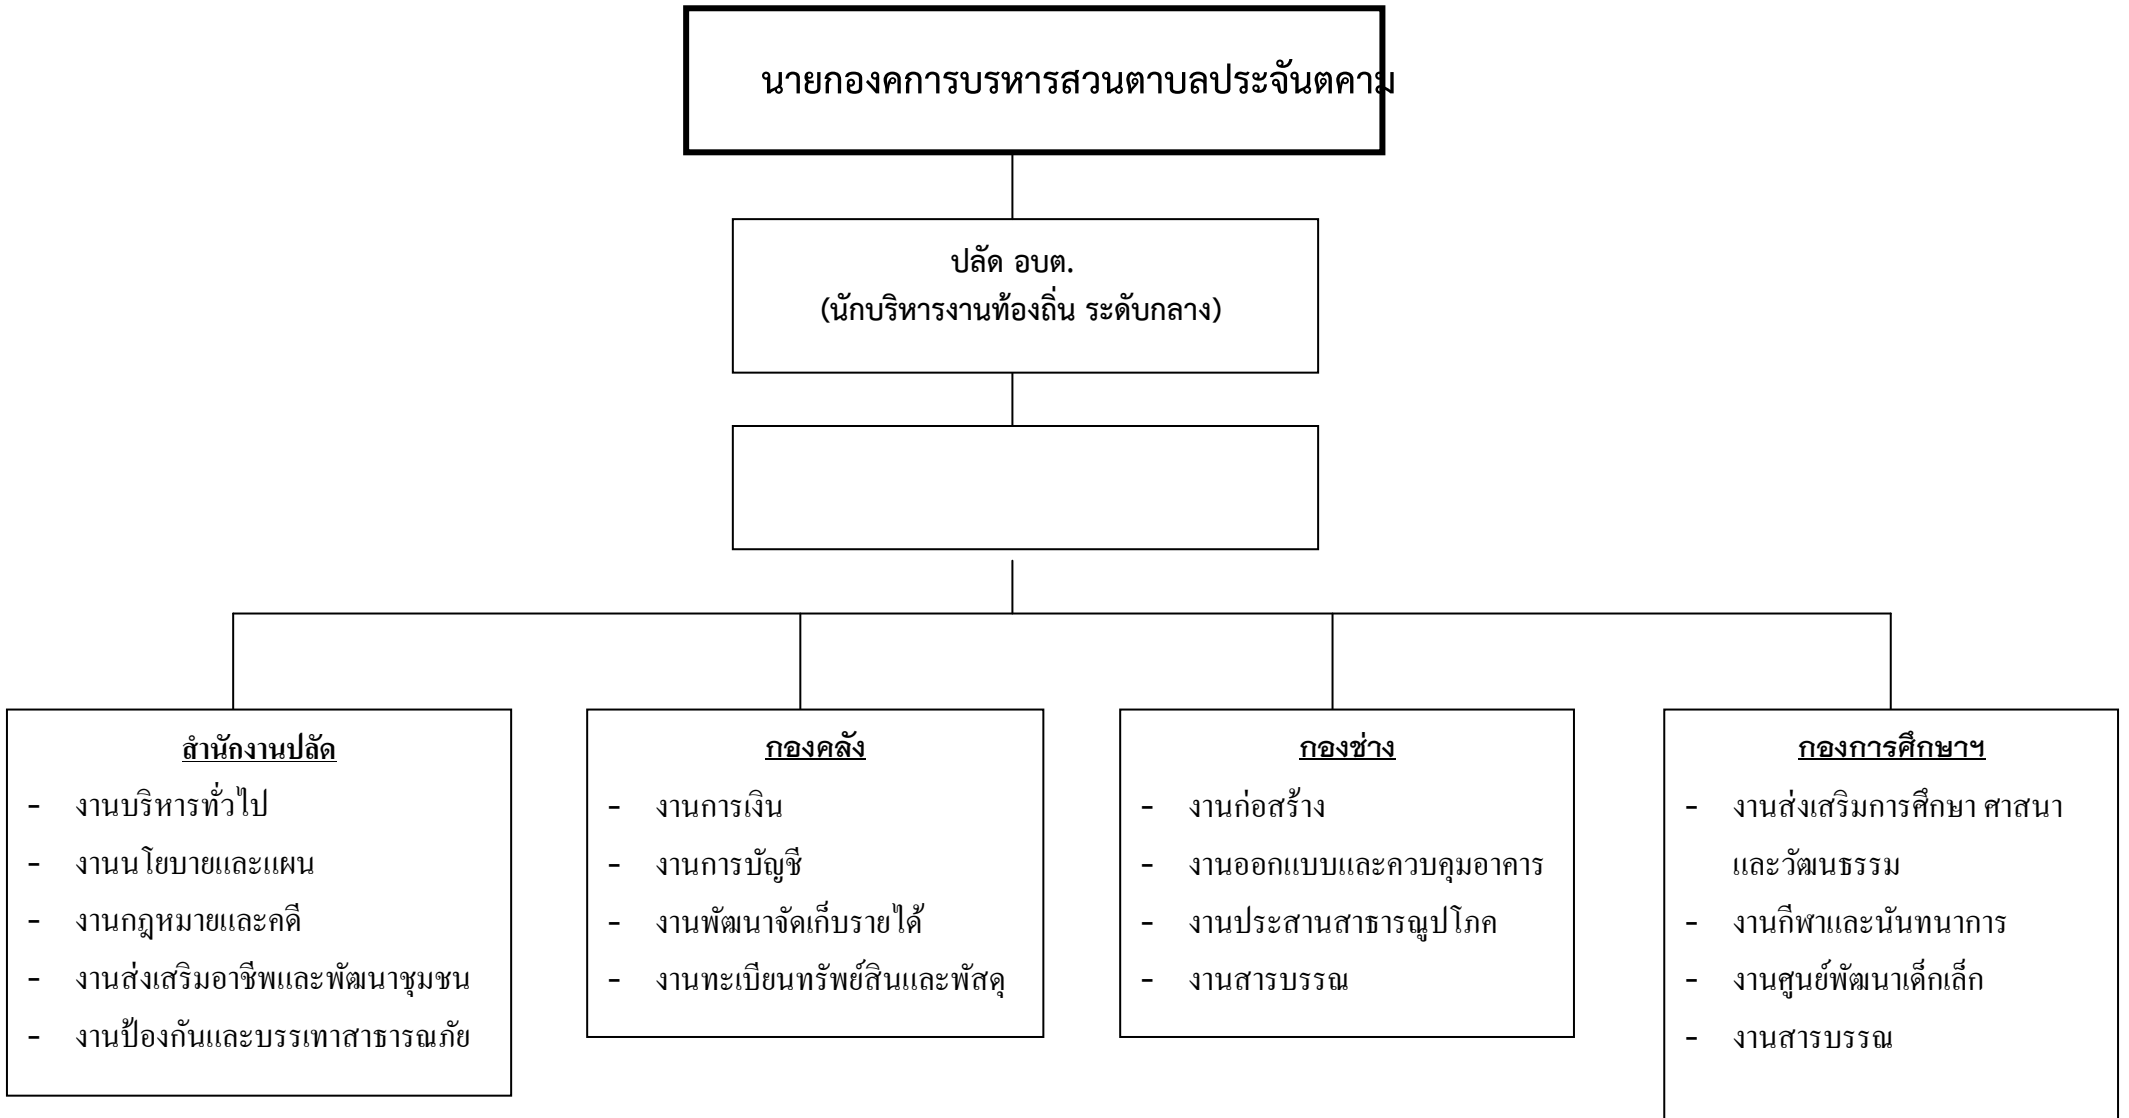 นายกองคการบรหารสวนตาบลประจันตคาม
ปลัด อบต.
(นักบริหารงานท้องถิ่น ระดับกลาง)
สำนักงานปลัด
- งานบริหารทั่วไป
- งานนโยบายและแผน
- งานกฎหมายและคดี
- งานส่งเสริมอาชีพและพัฒนาชุมชน
- งานป้องกันและบรรเทาสาธารณภัย
กองคลัง
- งานการเงิน
- งานการบัญชี
- งานพัฒนาจัดเก็บรายได้
- งานทะเบียนทรัพย์สินและพัสดุ
กองช่าง
- งานก่อสร้าง
- งานออกแบบและควบคุมอาคาร
- งานประสานสาธารณูปโภค
- งานสารบรรณ
กองการศึกษาฯ
- งานส่งเสริมการศึกษา ศาสนา
และวัฒนธรรม
- งานกีฬาและนันทนาการ
- งานศูนย์พัฒนาเด็กเล็ก
- งานสารบรรณ